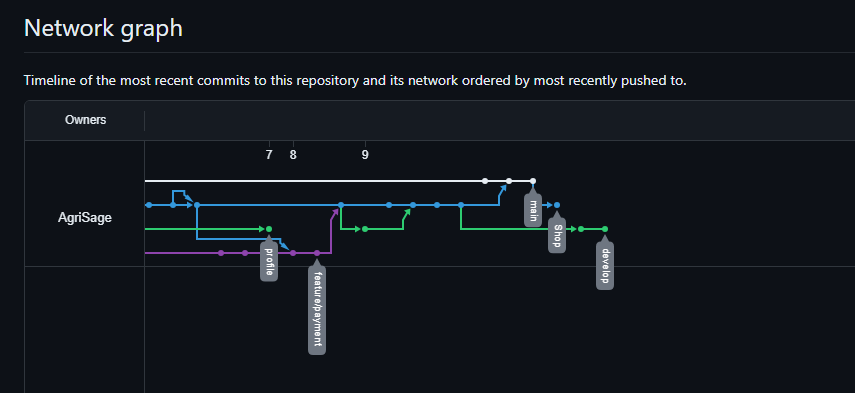 Network graph
Timeline of the most recent commits to this repository and its network ordered by most recently pushed to.
Owners
7 8 9
AgriSage
main
Shop
profile
develop
feature/payment